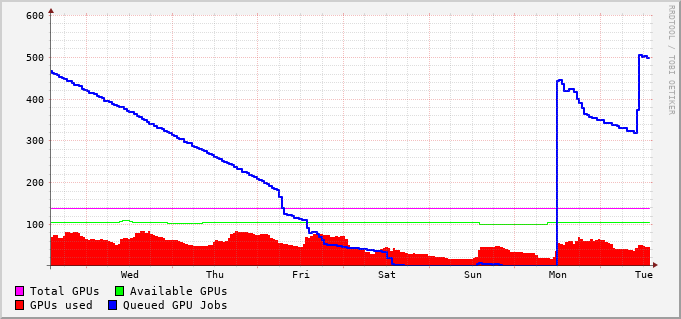 600
500
400
300
200
100
Wed Thu Fri Sat Sun Mon Tue
Total GPUs Available GPUs
GPUs used Queued GPU Jobs
RRDTOOL / TOBI OETIKER